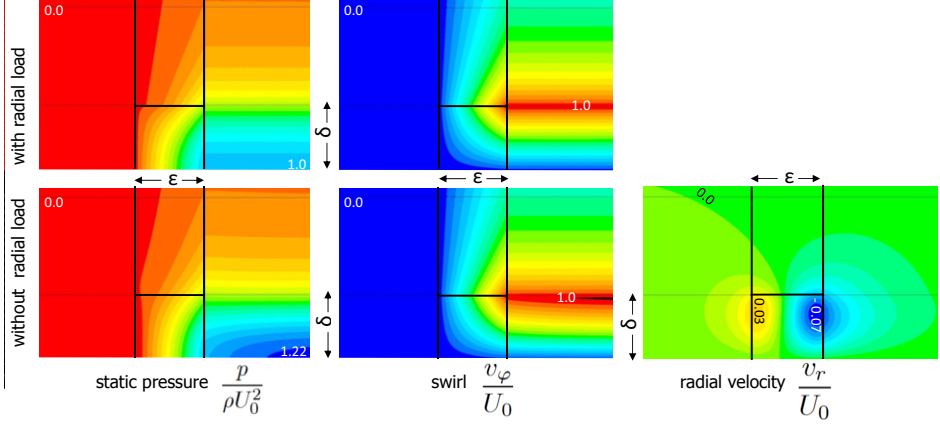 with radial load
0.0
1.0
δ
0.0
1.0
ε
ε
ε
without radial load
0.0
1.22
δ
0.0
1.0
δ
0.0
0.03
-0.07
static pressure p/ρU₀²
swirl v_φ/U₀
radial velocity v_r/U₀